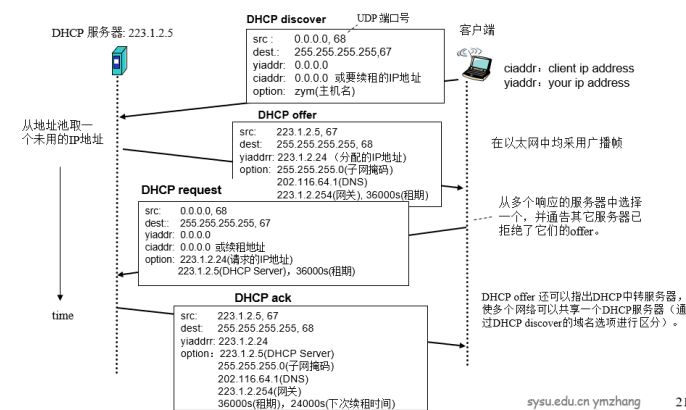 DHCP discover
UDP 端口号
DHCP 服务器: 223.1.2.5
客户端
src : 0.0.0.0, 68
dest.: 255.255.255.255,67
yiaddr: 0.0.0.0
ciaddr: 0.0.0.0 或要续租的IP地址
option: zym(主机名)
ciaddr：client ip address
yiaddr：your ip address
从地址池取一
个未用的IP地址
DHCP offer
src: 223.1.2.5, 67
dest: 255.255.255.255, 68
yiaddrr: 223.1.2.24 （分配的IP地址)
option: 255.255.255.0(子网掩码)
202.116.64.1(DNS)
223.1.2.254(网关), 36000s(租期)
在以太网中均采用广播帧
DHCP request
src: 0.0.0.0, 68
dest:: 255.255.255.255, 67
yiaddr: 0.0.0.0
ciaddr: 0.0.0.0 或续租地址
option: 223.1.2.24(请求的IP地址)
223.1.2.5(DHCP Server)，36000s(租期)
从多个响应的服务器中选择
一个，并通告其它服务器已
拒绝了它们的offer。
DHCP ack
src: 223.1.2.5, 67
dest: 255.255.255.255, 68
yiaddr: 223.1.2.24
option：223.1.2.5(DHCP Server)
255.255.255.0(子网掩码)
202.116.64.1(DNS)
223.1.2.254(网关)
36000s(租期)，24000s(下次续租时间)
time
DHCP offer 还可以指出DHCP中转服务器，
使多个网络可以共享一个DHCP服务器（通
过DHCP discover的域名选项进行区分）。
sysu.edu.cn ymzhang
21